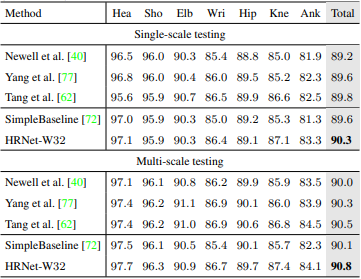 Method Hea Sho Elb Wri Hip Kne Ank Total
Single-scale testing
Newell et al. [40] 96.5 96.0 90.3 85.4 88.8 85.0 81.9 89.2
Yang et al. [77] 96.8 96.0 90.4 86.0 89.5 85.2 82.3 89.6
Tang et al. [62] 95.6 95.9 90.7 86.5 89.9 86.6 82.5 89.8
SimpleBaseline [72] 97.0 95.9 90.3 85.0 89.2 85.3 81.3 89.6
HRNet-W32 97.1 95.9 90.3 86.4 89.1 87.1 83.3 90.3
Multi-scale testing
Newell et al. [40] 97.1 96.1 90.8 86.2 89.9 85.9 83.5 90.0
Yang et al. [77] 97.4 96.2 91.1 86.9 90.1 86.0 83.9 90.3
Tang et al. [62] 97.4 96.2 91.0 86.9 90.6 86.8 84.5 90.5
SimpleBaseline [72] 97.5 96.1 90.5 85.4 90.1 85.7 82.3 90.1
HRNet-W32 97.7 96.3 90.9 86.7 89.7 87.4 84.1 90.8